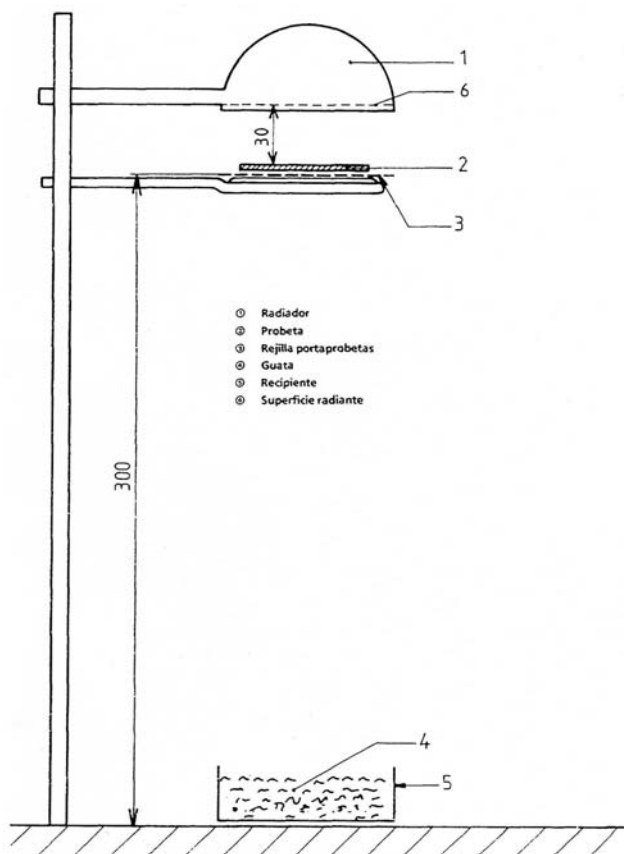 1
6
30
2
3
① Radiador
② Probeta
③ Rejilla portaprobetas
④ Guata
⑤ Recipiente
⑥ Superficie radiante
300
4
5